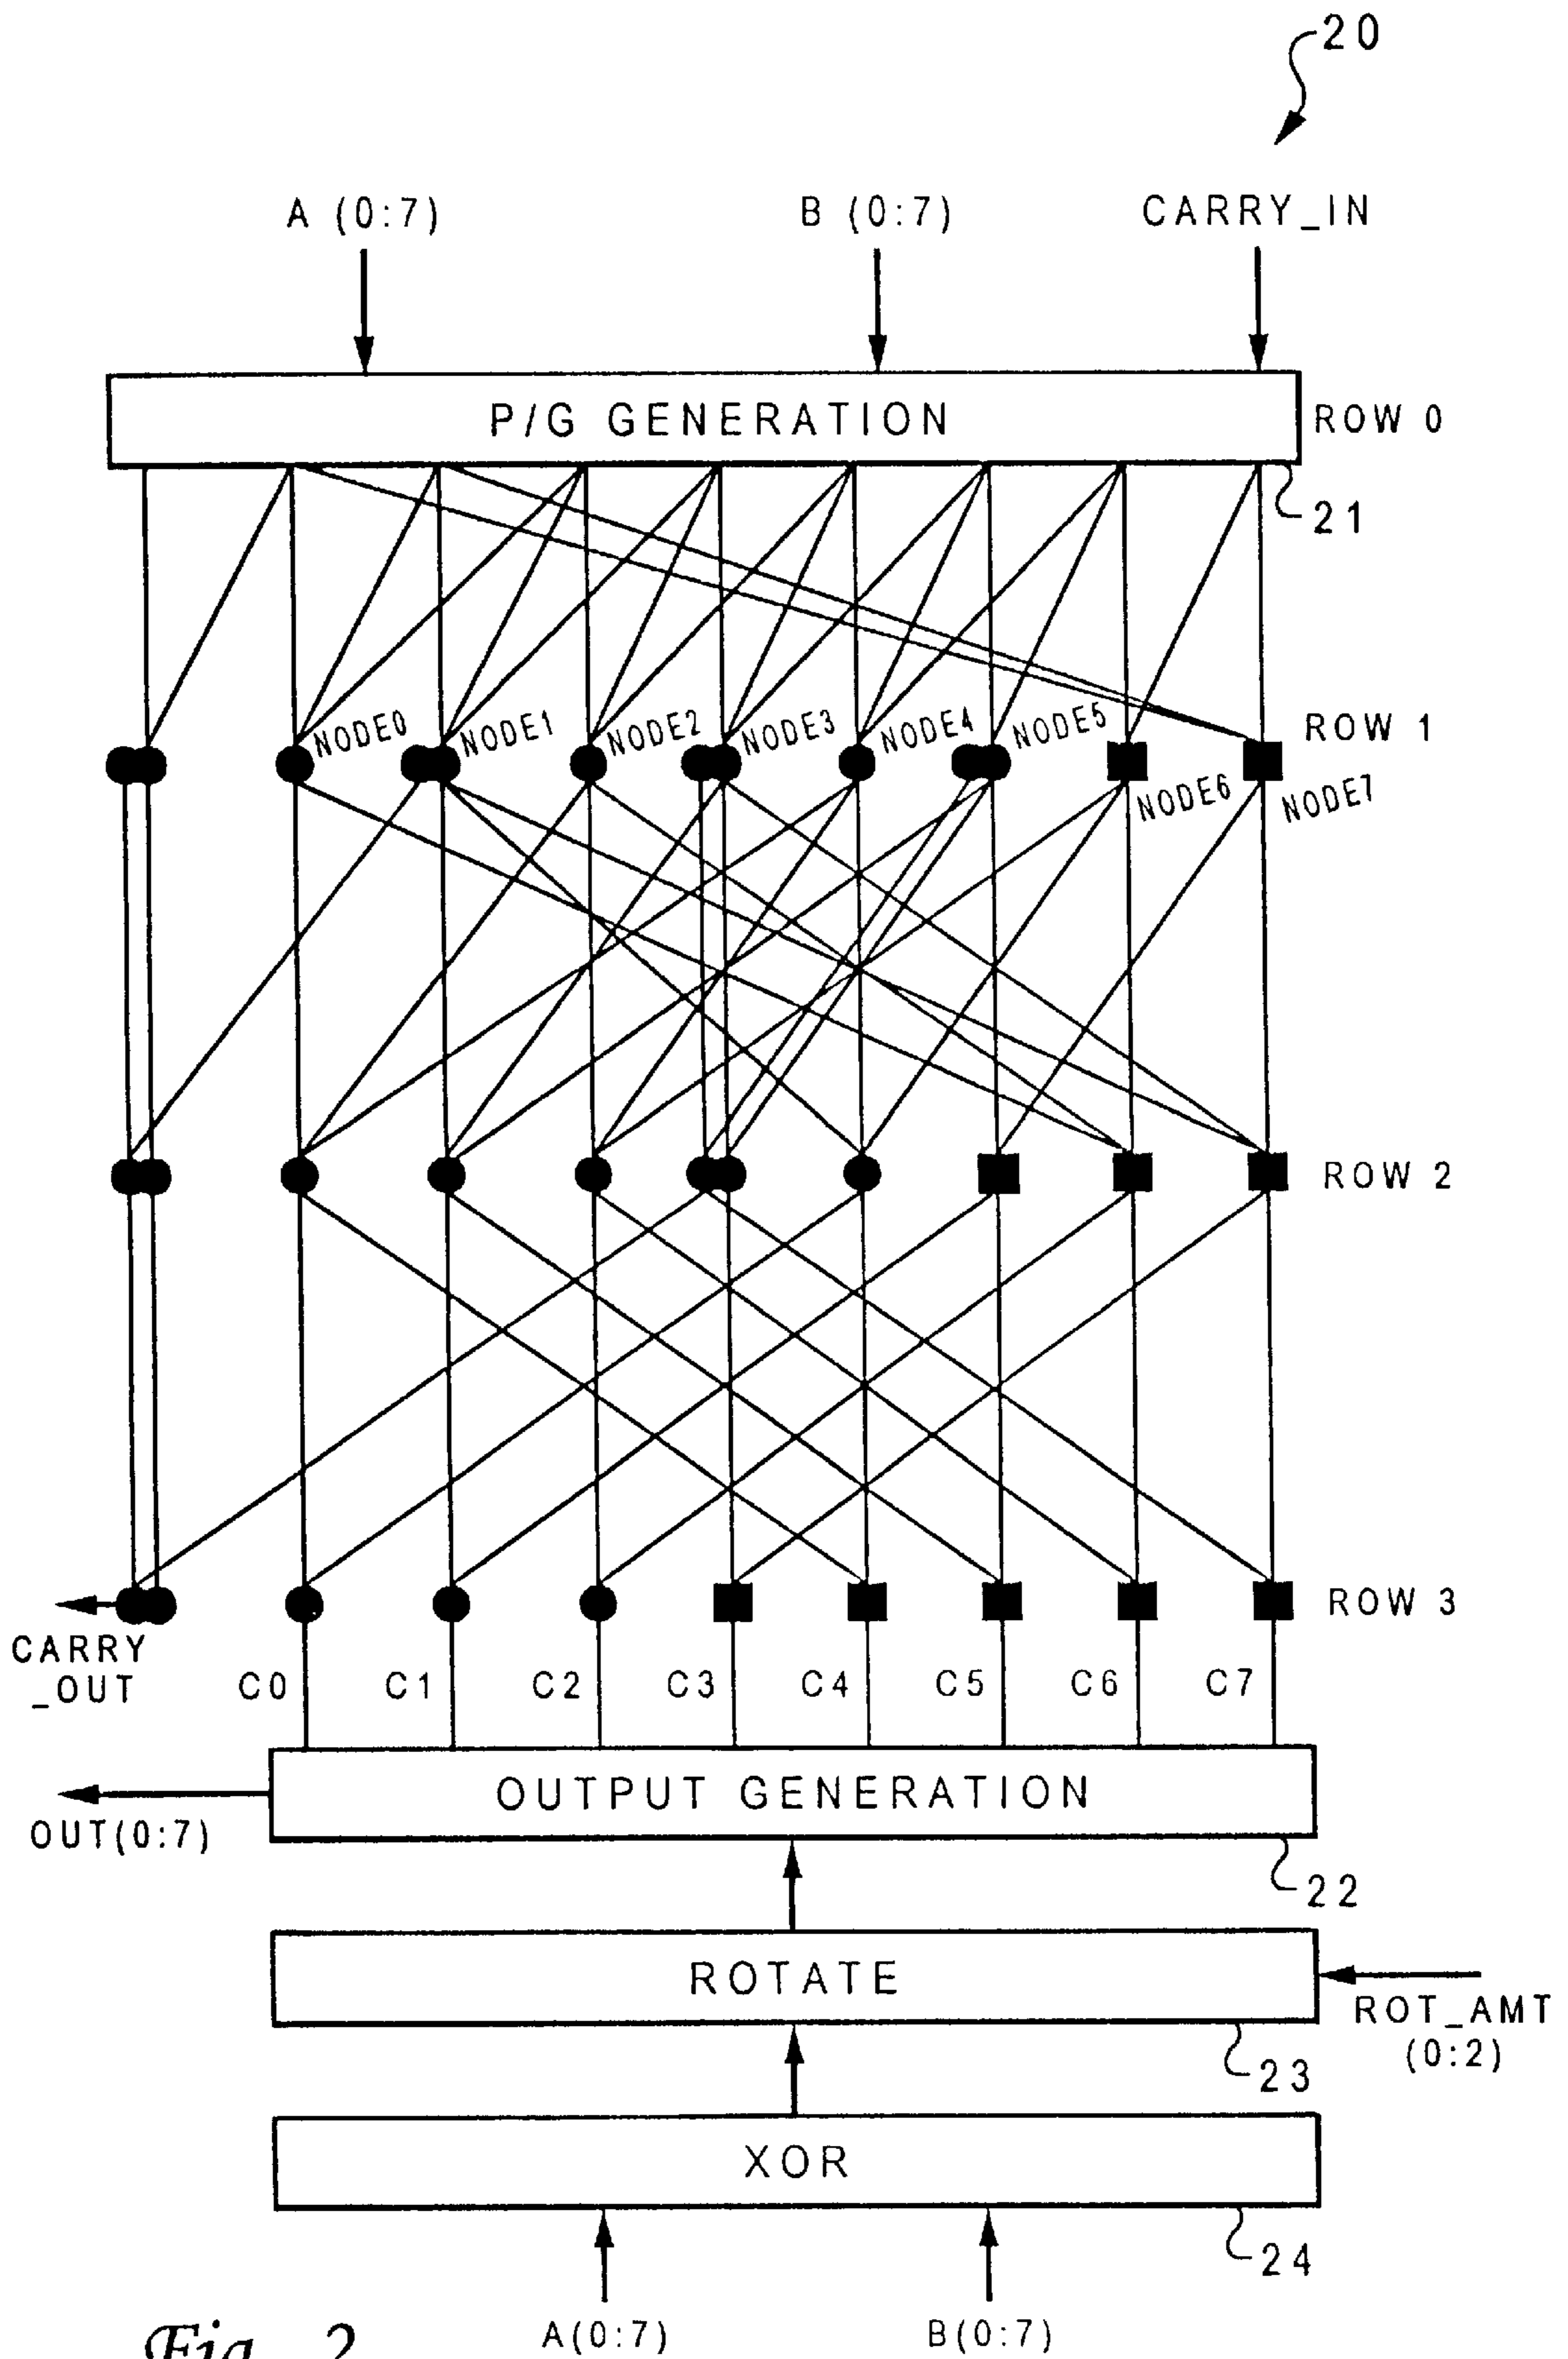 20
A (0:7) B (0:7) CARRY_IN
P/G GENERATION ROW 0
21
NODE0 NODE1 NODE2 NODE3 NODE4 NODE5 ROW 1
NODE6 NODE7
ROW 2
ROW 3
CARRY
_OUT
C0 C1 C2 C3 C4 C5 C6 C7
OUTPUT GENERATION
OUT(0:7)
22
ROTATE
ROT_AMT
(0:2)
23
XOR
24
A(0:7) B(0:7)
Fig. 2